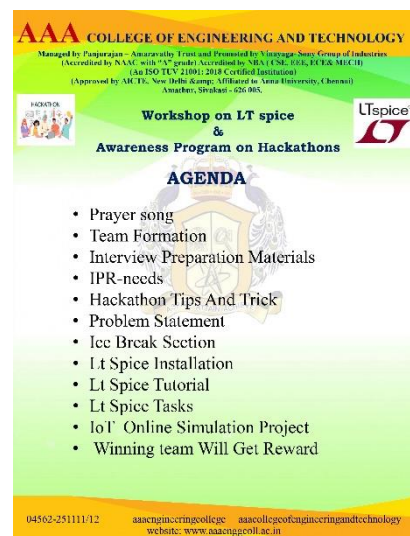 AAA COLLEGE OF ENGINEERING AND TECHNOLOGY
Managed by Punjorajan – Amaravathy Trust and Promoted by Vinayaga-Sony Group of Industries
(Accredited by NAAC with "A" grade) Accredited by NBA ( CSE, EEE, ECE& MECH)
(An ISO TUV 21001: 2018 Certified Institution)
(Approved by AICTE, New Delhi &amp; Affiliated to Anna University, Chennai)
Amathur, Sivakasi - 626 005.
HACKATHON
LTspice
Workshop on LT spice
&
Awareness Program on Hackathons
AGENDA
• Prayer song
• Team Formation
• Interview Preparation Materials
• IPR-needs
• Hackathon Tips And Trick
• Problem Statement
• Ice Break Section
• Lt Spice Installation
• Lt Spice Tutorial
• Lt Spice Tasks
• IoT Online Simulation Project
• Winning team Will Get Reward
04562-251111/12 aaaengineeringcollege aaacollegeofengineeringandtechnology
website: www.aaaenggcoll.ac.in